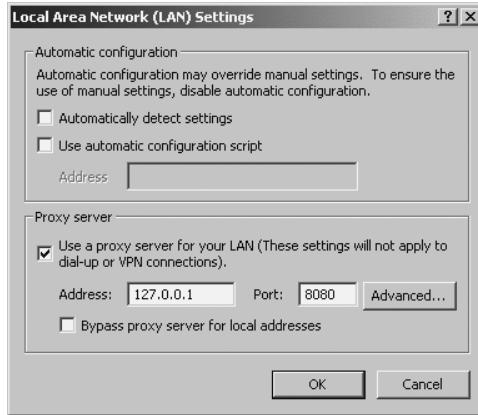 Local Area Network (LAN) Settings
Automatic configuration
Automatic configuration may override manual settings. To ensure the
use of manual settings, disable automatic configuration.
Automatically detect settings
Use automatic configuration script
Address
Proxy server
Use a proxy server for your LAN (These settings will not apply to
dial-up or VPN connections).
Address: 127.0.0.1 Port: 8080 Advanced...
Bypass proxy server for local addresses
OK Cancel